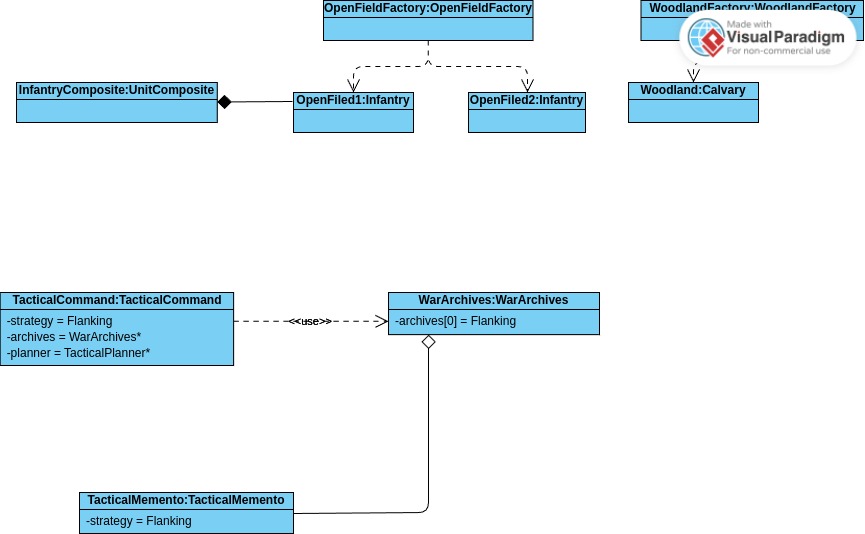 OpenFieldFactory:OpenFieldFactory
WoodlandFactory:WoodlandFactory
Made with
Visual Paradigm
For non-commercial use
InfantryComposite:UnitComposite
OpenFiled1:Infantry
OpenFiled2:Infantry
Woodland:Calvary
TacticalCommand:TacticalCommand
-strategy = Flanking
-archives = WarArchives*
-planner = TacticalPlanner*
<<use>>
WarArchives:WarArchives
-archives[0] = Flanking
TacticalMemento:TacticalMemento
-strategy = Flanking